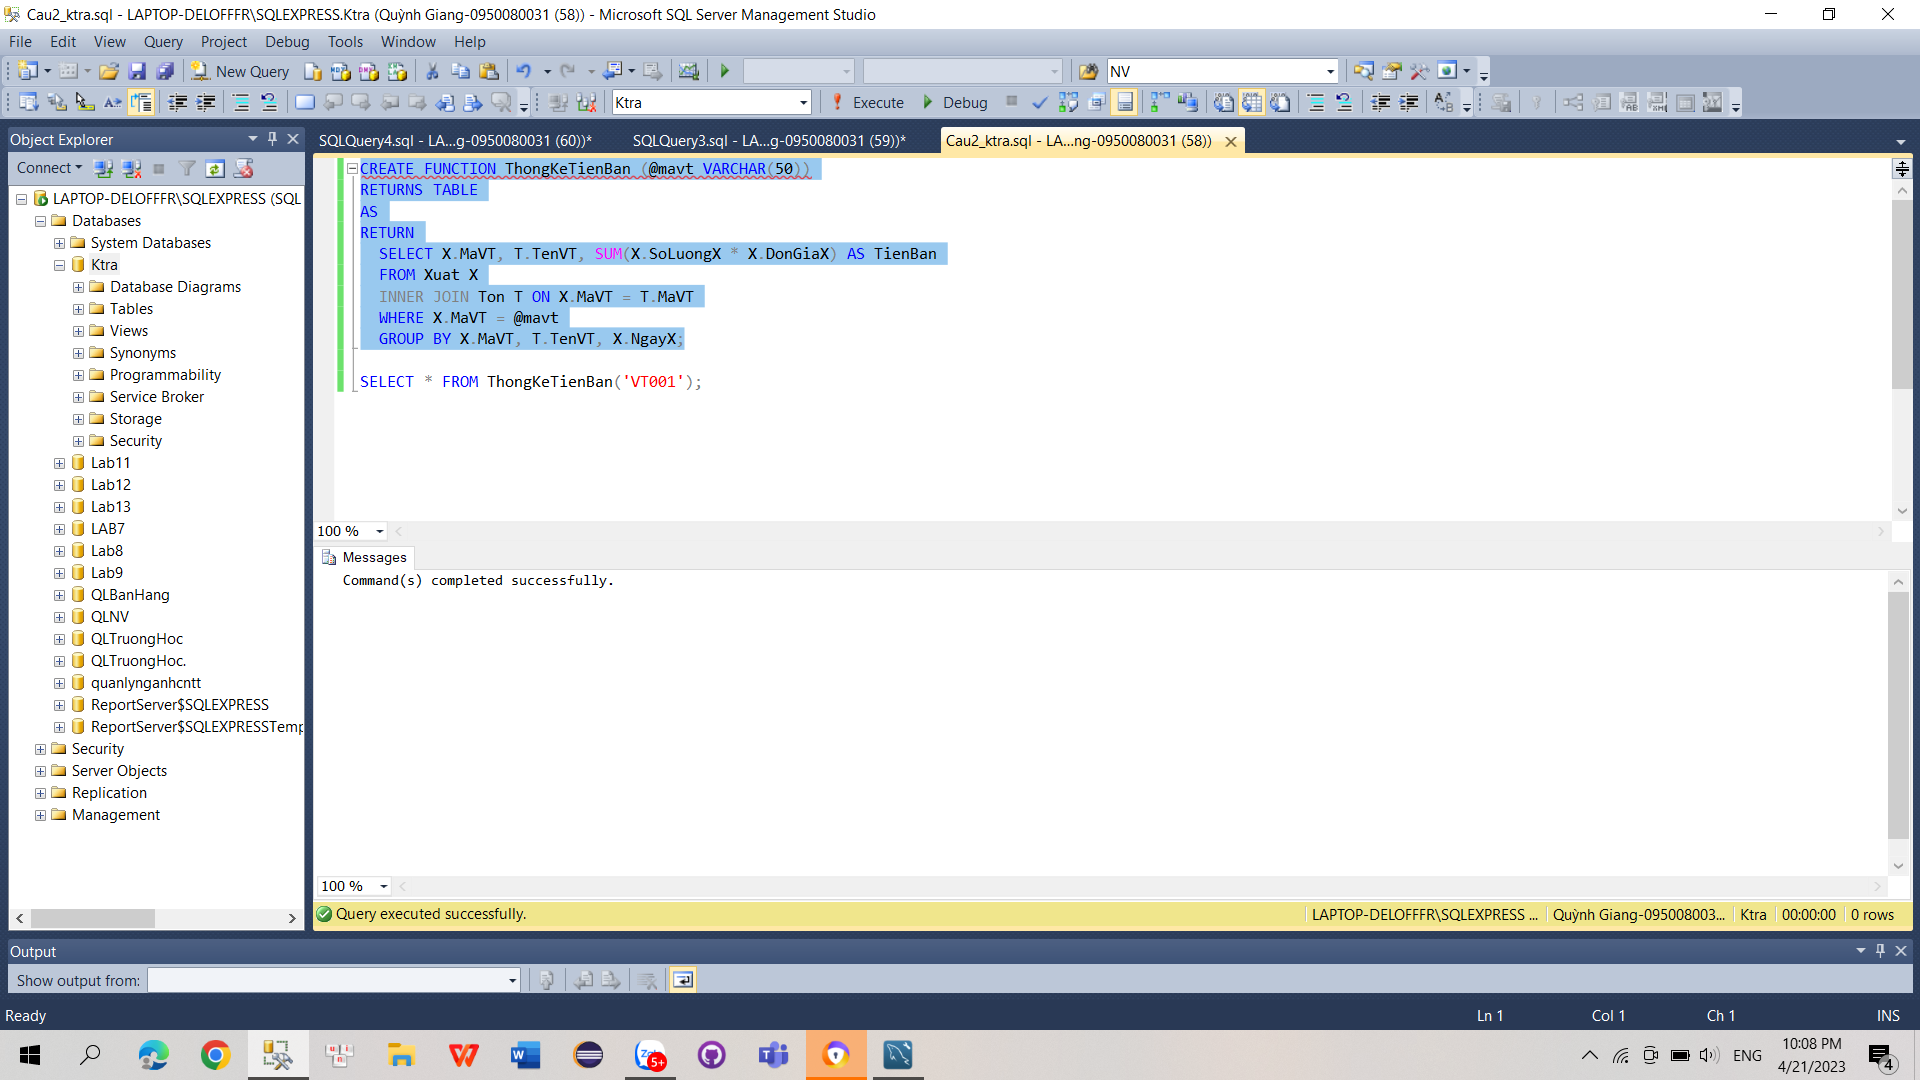 Cau2_ktra.sql - LAPTOP-DELOFFFR\SQLEXPRESS.Ktra (Quỳnh Giang-0950080031 (58)) - Microsoft SQL Server Management Studio
File Edit View Query Project Debug Tools Window Help
New Query NV
Ktra Execute Debug
Object Explorer
Connect
LAPTOP-DELOFFFR\SQLEXPRESS (SQL
Databases
System Databases
Ktra
Database Diagrams
Tables
Views
Synonyms
Programmability
Service Broker
Storage
Security
Lab11
Lab12
Lab13
LAB7
Lab8
Lab9
QLBanHang
QLNV
QLTruongHoc
QLTruongHoc.
quanlynganhcntt
ReportServer$SQLEXPRESS
ReportServer$SQLEXPRESSTemp
Security
Server Objects
Replication
Management
SQLQuery4.sql - LA...g-0950080031 (60))* SQLQuery3.sql - LA...g-0950080031 (59))* Cau2_ktra.sql - LA...ng-0950080031 (58))
CREATE FUNCTION ThongKeTienBan (@mavt VARCHAR(50))
RETURNS TABLE
AS
RETURN
SELECT X.MaVT, T.TenVT, SUM(X.SoLuongX * X.DonGiaX) AS TienBan
FROM Xuat X
INNER JOIN Ton T ON X.MaVT = T.MaVT
WHERE X.MaVT = @mavt
GROUP BY X.MaVT, T.TenVT, X.NgayX;
SELECT * FROM ThongKeTienBan('VT001');
100 %
Messages
Command(s) completed successfully.
100 %
Query executed successfully. LAPTOP-DELOFFFR\SQLEXPRESS ... Quỳnh Giang-095008003... Ktra 00:00:00 0 rows
Output
Show output from:
Ready Ln 1 Col 1 Ch 1 INS
5+
ENG
10:08 PM
4/21/2023
4